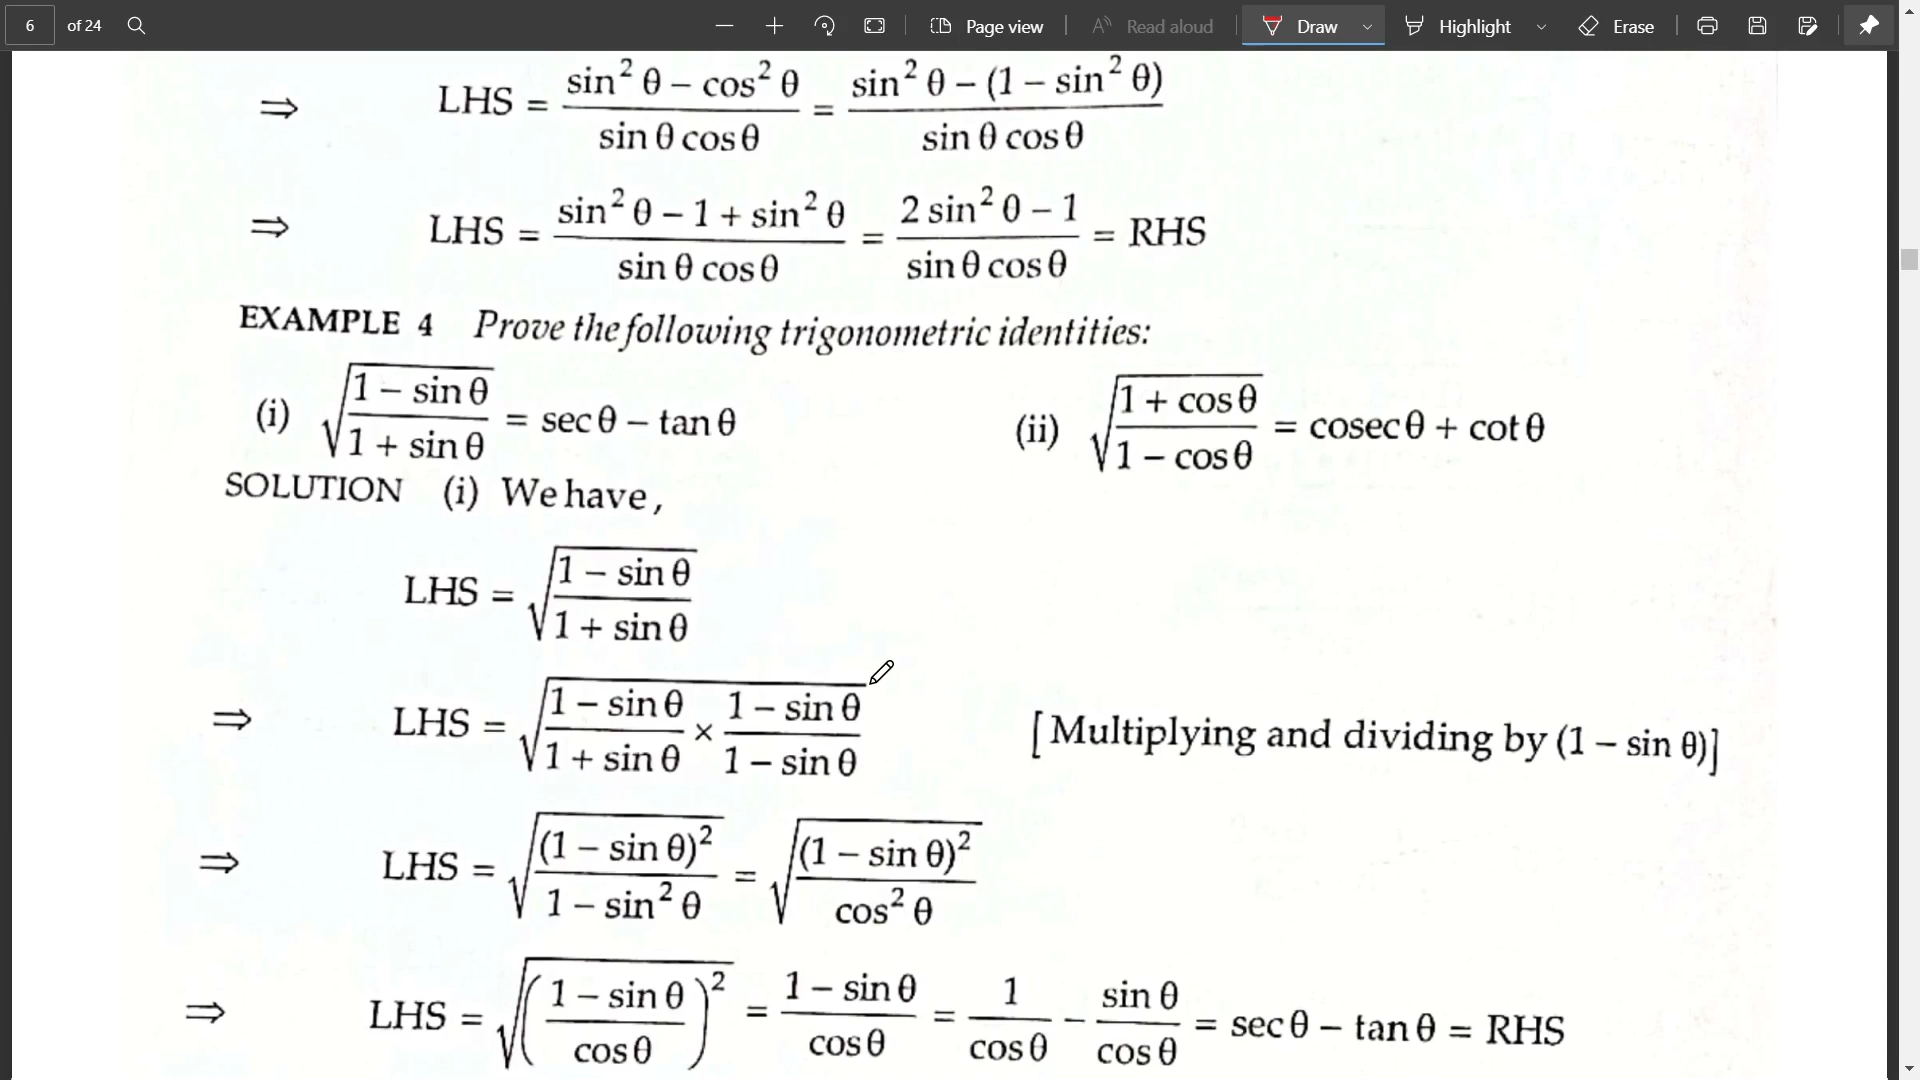 6 of 24 Page view Read aloud Draw Highlight Erase
⇒ LHS = (sin² θ – cos² θ)/(sin θ cos θ) = (sin² θ – (1 – sin² θ))/(sin θ cos θ)
⇒ LHS = (sin² θ – 1 + sin² θ)/(sin θ cos θ) = (2 sin² θ – 1)/(sin θ cos θ) = RHS
EXAMPLE 4 Prove the following trigonometric identities:
(i) √((1 – sin θ)/(1 + sin θ)) = sec θ – tan θ (ii) √((1 + cos θ)/(1 – cos θ)) = cosec θ + cot θ
SOLUTION (i) We have,
LHS = √((1 – sin θ)/(1 + sin θ))
⇒ LHS = √((1 – sin θ)/(1 + sin θ) × (1 – sin θ)/(1 – sin θ)) [Multiplying and dividing by (1 – sin θ)]
⇒ LHS = √((1 – sin θ)²/(1 – sin² θ)) = √((1 – sin θ)²/(cos² θ))
⇒ LHS = √(((1 – sin θ)/(cos θ))²) = (1 – sin θ)/(cos θ) = 1/(cos θ) – (sin θ)/(cos θ) = sec θ – tan θ = RHS